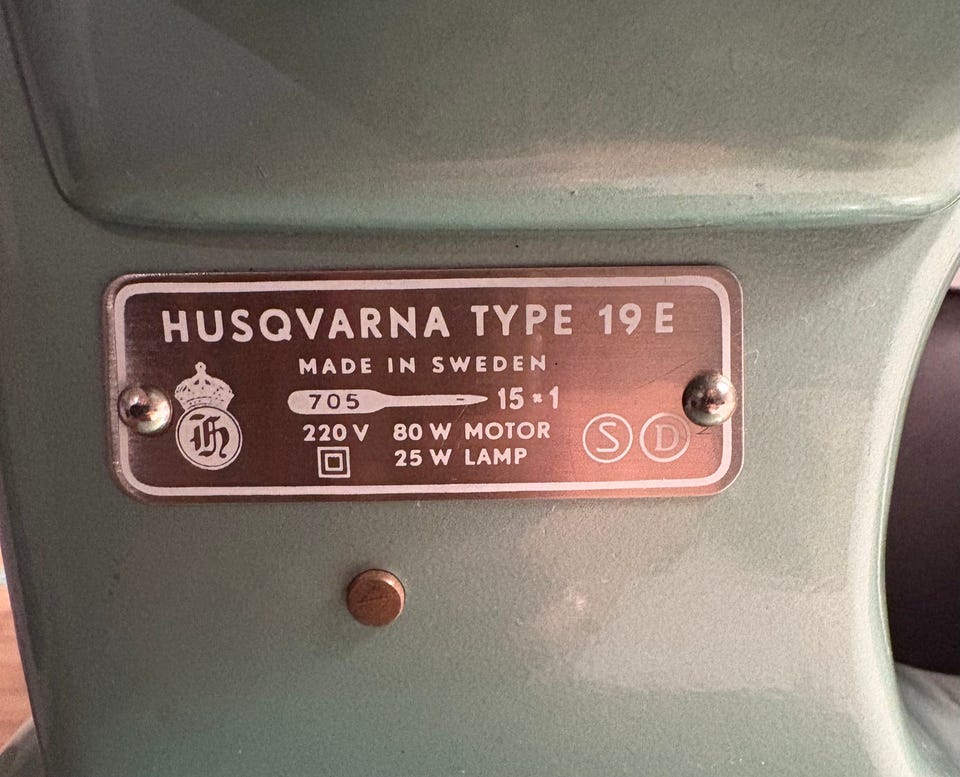 HUSQVARNA TYPE 19 E
MADE IN SWEDEN
705 15 × 1
H
220 V 80 W MOTOR
25 W LAMP
S D